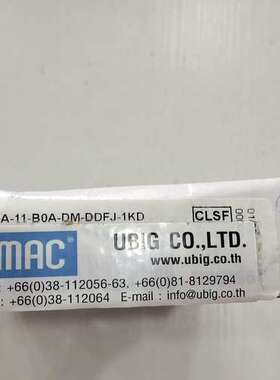 A-11-B0A-DM-DDFJ-1KD CLSF
MAC UBIG CO.,LTD.
www.ubig.co.th
+66(0)38-112056-63, +66(0)81-8129794
+66(0)38-112064 E-mail : info@ubig.co.th